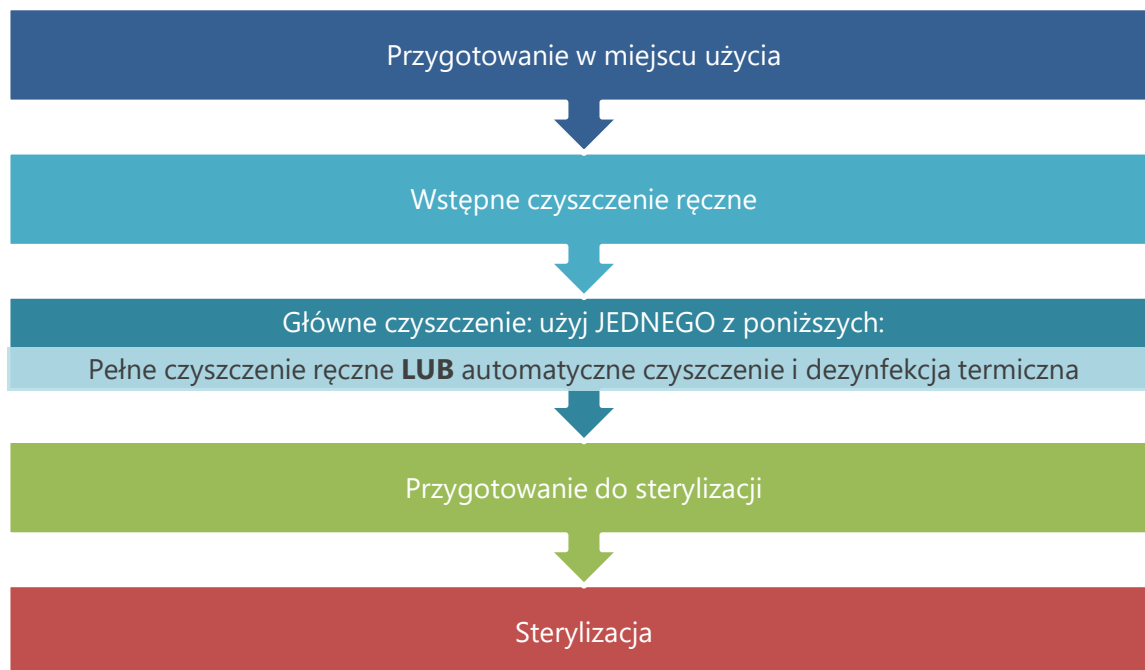 Przygotowanie w miejscu użycia
Wstępne czyszczenie ręczne
Główne czyszczenie: użyj JEDNEGO z poniższych:
Pełne czyszczenie ręczne LUB automatyczne czyszczenie i dezynfekcja termiczna
Przygotowanie do sterylizacji
Sterylizacja